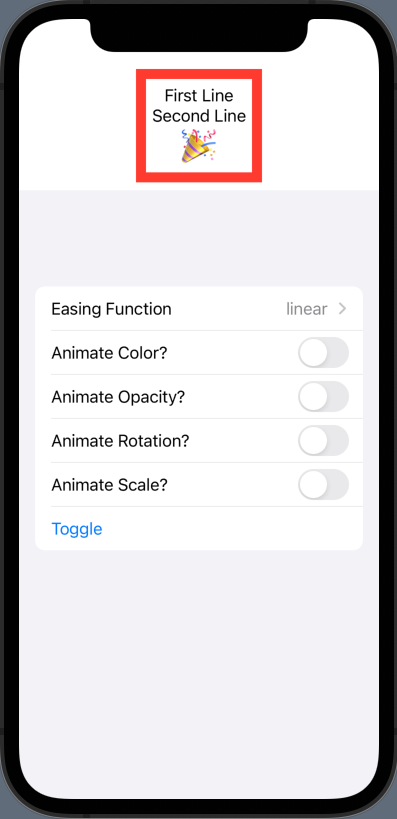 First Line
Second Line
🎉
Easing Function linear
Animate Color?
Animate Opacity?
Animate Rotation?
Animate Scale?
Toggle